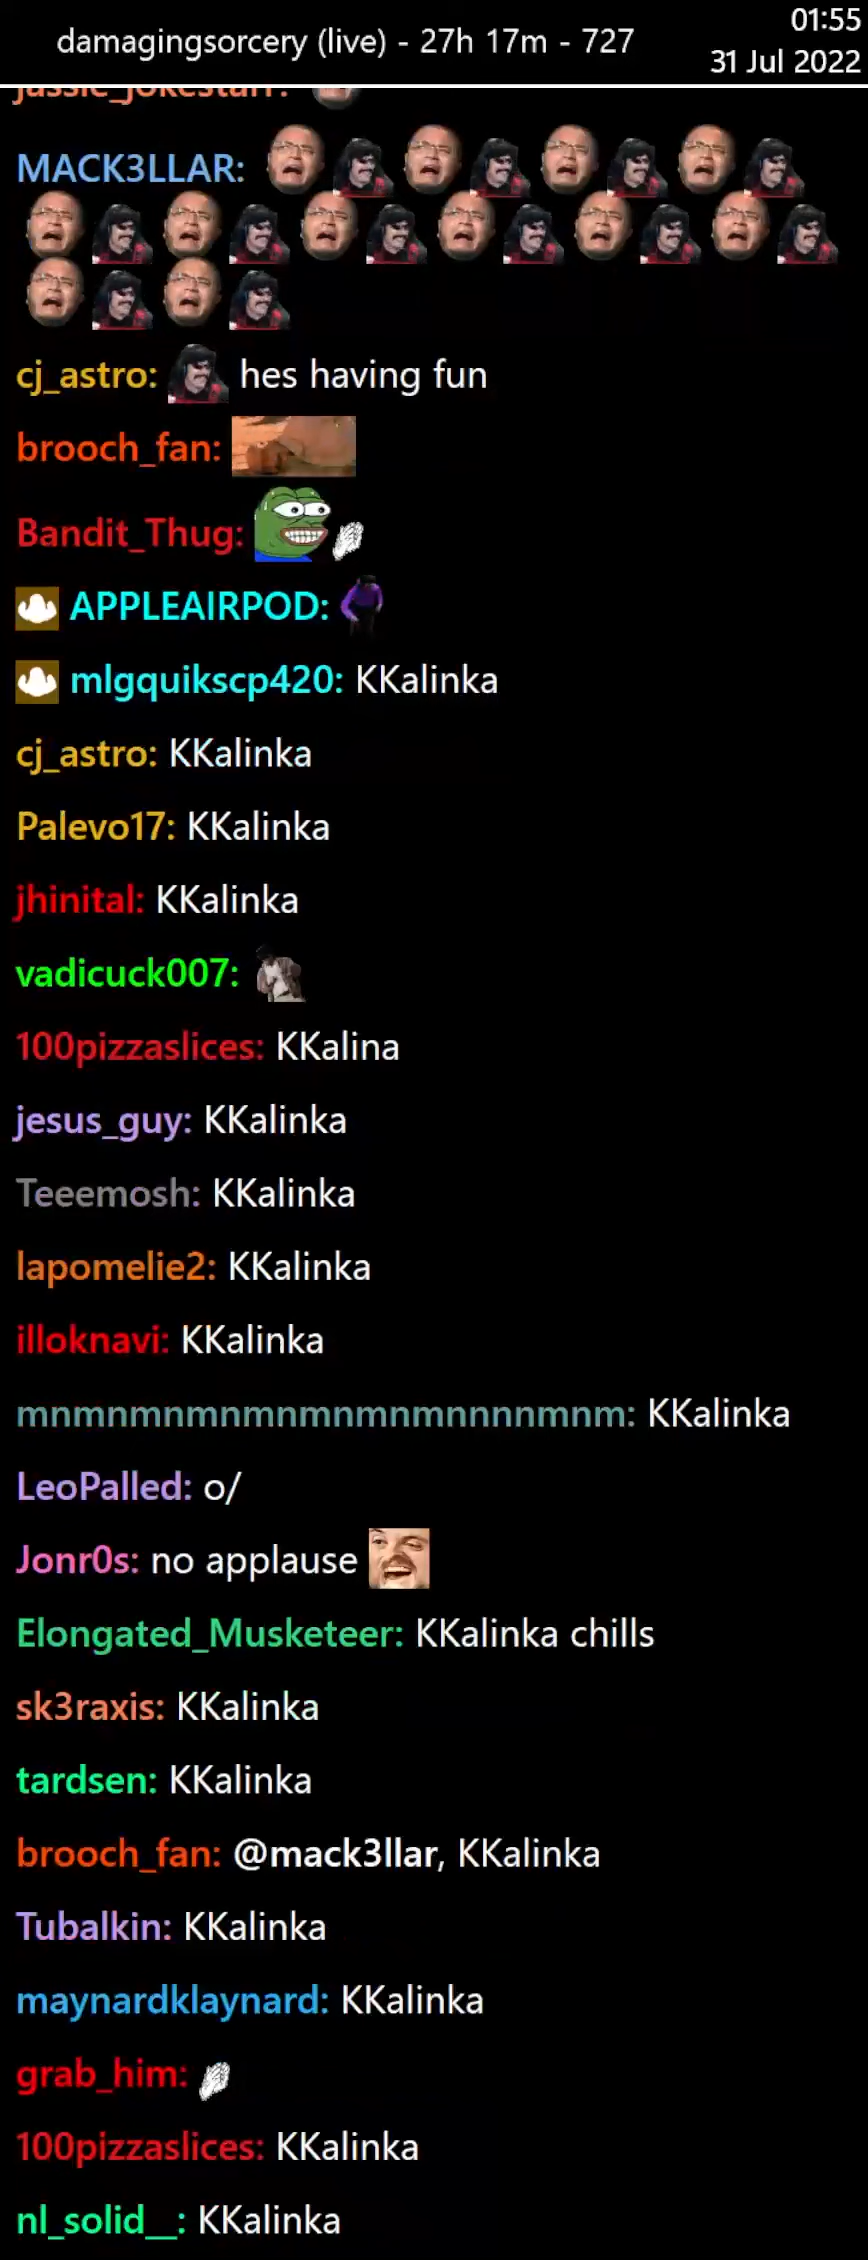 damagingsorcery (live) - 27h 17m - 727
01:55
31 Jul 2022
MACK3LLAR:
cj_astro: hes having fun
brooch_fan:
Bandit_Thug:
APPLEAIRPOD:
mlgquikscp420: KKalinka
cj_astro: KKalinka
Palevo17: KKalinka
jhinital: KKalinka
vadicuck007:
100pizzaslices: KKalina
jesus_guy: KKalinka
Teeemosh: KKalinka
lapomelie2: KKalinka
illoknavi: KKalinka
mnmnmnmnmnmnmnmnnnnmnm: KKalinka
LeoPalled: o/
Jonr0s: no applause
Elongated_Musketeer: KKalinka chills
sk3raxis: KKalinka
tardsen: KKalinka
brooch_fan: @mack3llar, KKalinka
Tubalkin: KKalinka
maynardklaynard: KKalinka
grab_him:
100pizzaslices: KKalinka
nl_solid__: KKalinka